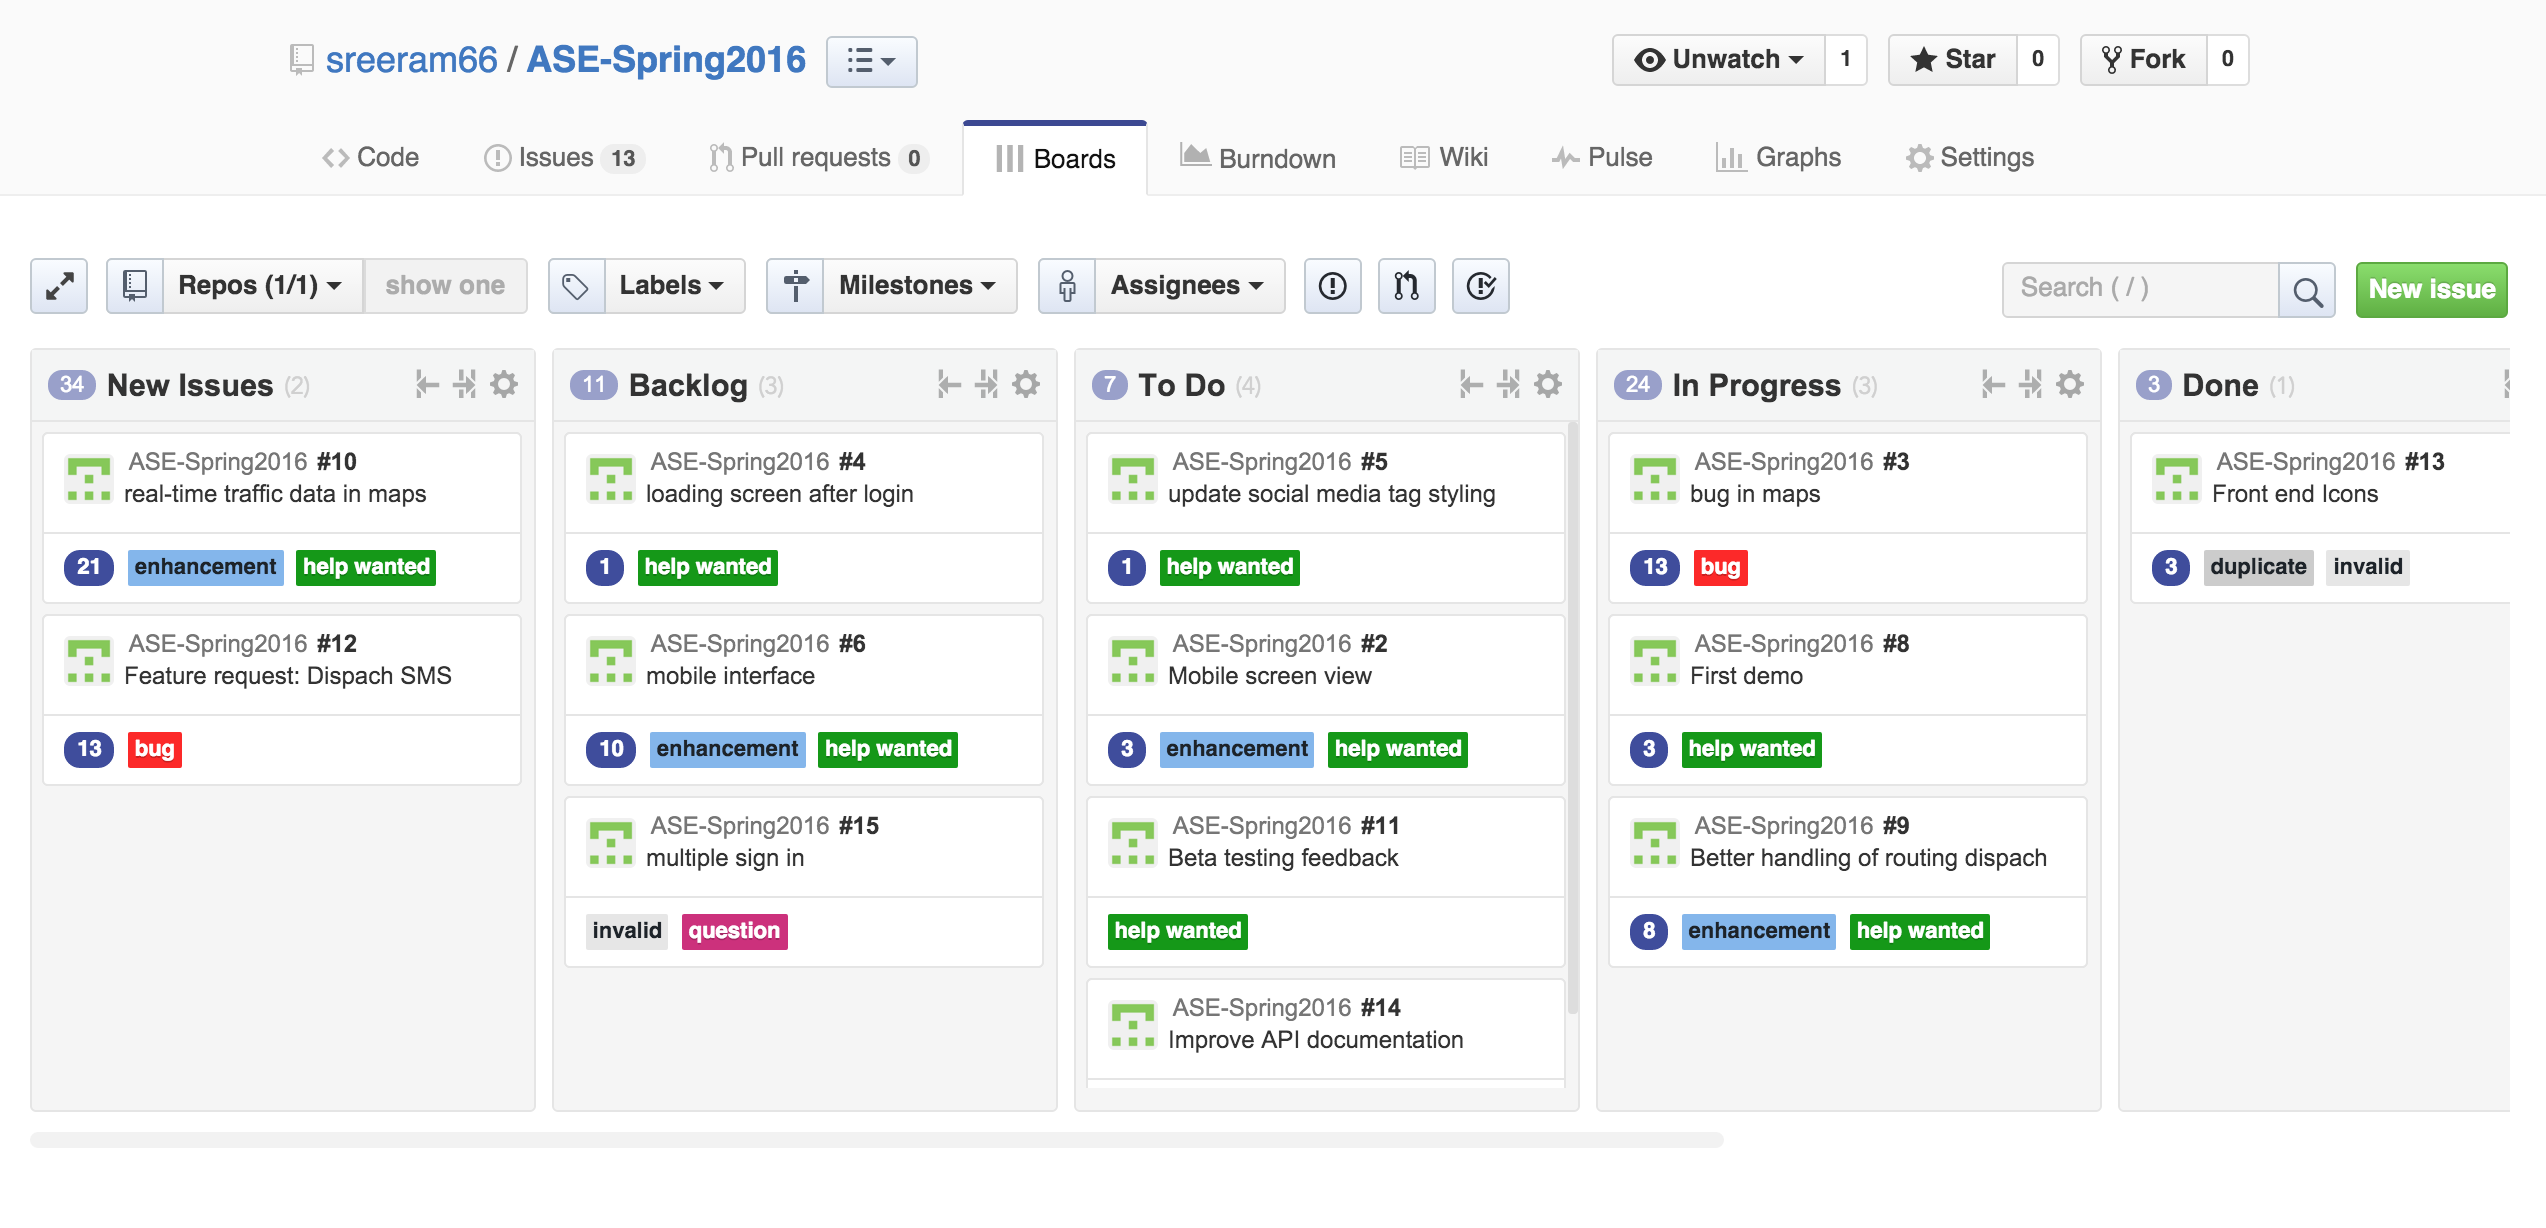 sreeram66 / ASE-Spring2016
Unwatch 1 Star 0 Fork 0
Code Issues 13 Pull requests 0 Boards Burndown Wiki Pulse Graphs Settings
Repos (1/1) show one Labels Milestones Assignees Search ( / ) New issue
34 New Issues (2)
ASE-Spring2016 #10
real-time traffic data in maps
21 enhancement help wanted
ASE-Spring2016 #12
Feature request: Dispach SMS
13 bug
11 Backlog (3)
ASE-Spring2016 #4
loading screen after login
1 help wanted
ASE-Spring2016 #6
mobile interface
10 enhancement help wanted
ASE-Spring2016 #15
multiple sign in
invalid question
7 To Do (4)
ASE-Spring2016 #5
update social media tag styling
1 help wanted
ASE-Spring2016 #2
Mobile screen view
3 enhancement help wanted
ASE-Spring2016 #11
Beta testing feedback
help wanted
ASE-Spring2016 #14
Improve API documentation
24 In Progress (3)
ASE-Spring2016 #3
bug in maps
13 bug
ASE-Spring2016 #8
First demo
3 help wanted
ASE-Spring2016 #9
Better handling of routing dispach
8 enhancement help wanted
3 Done (1)
ASE-Spring2016 #13
Front end Icons
3 duplicate invalid